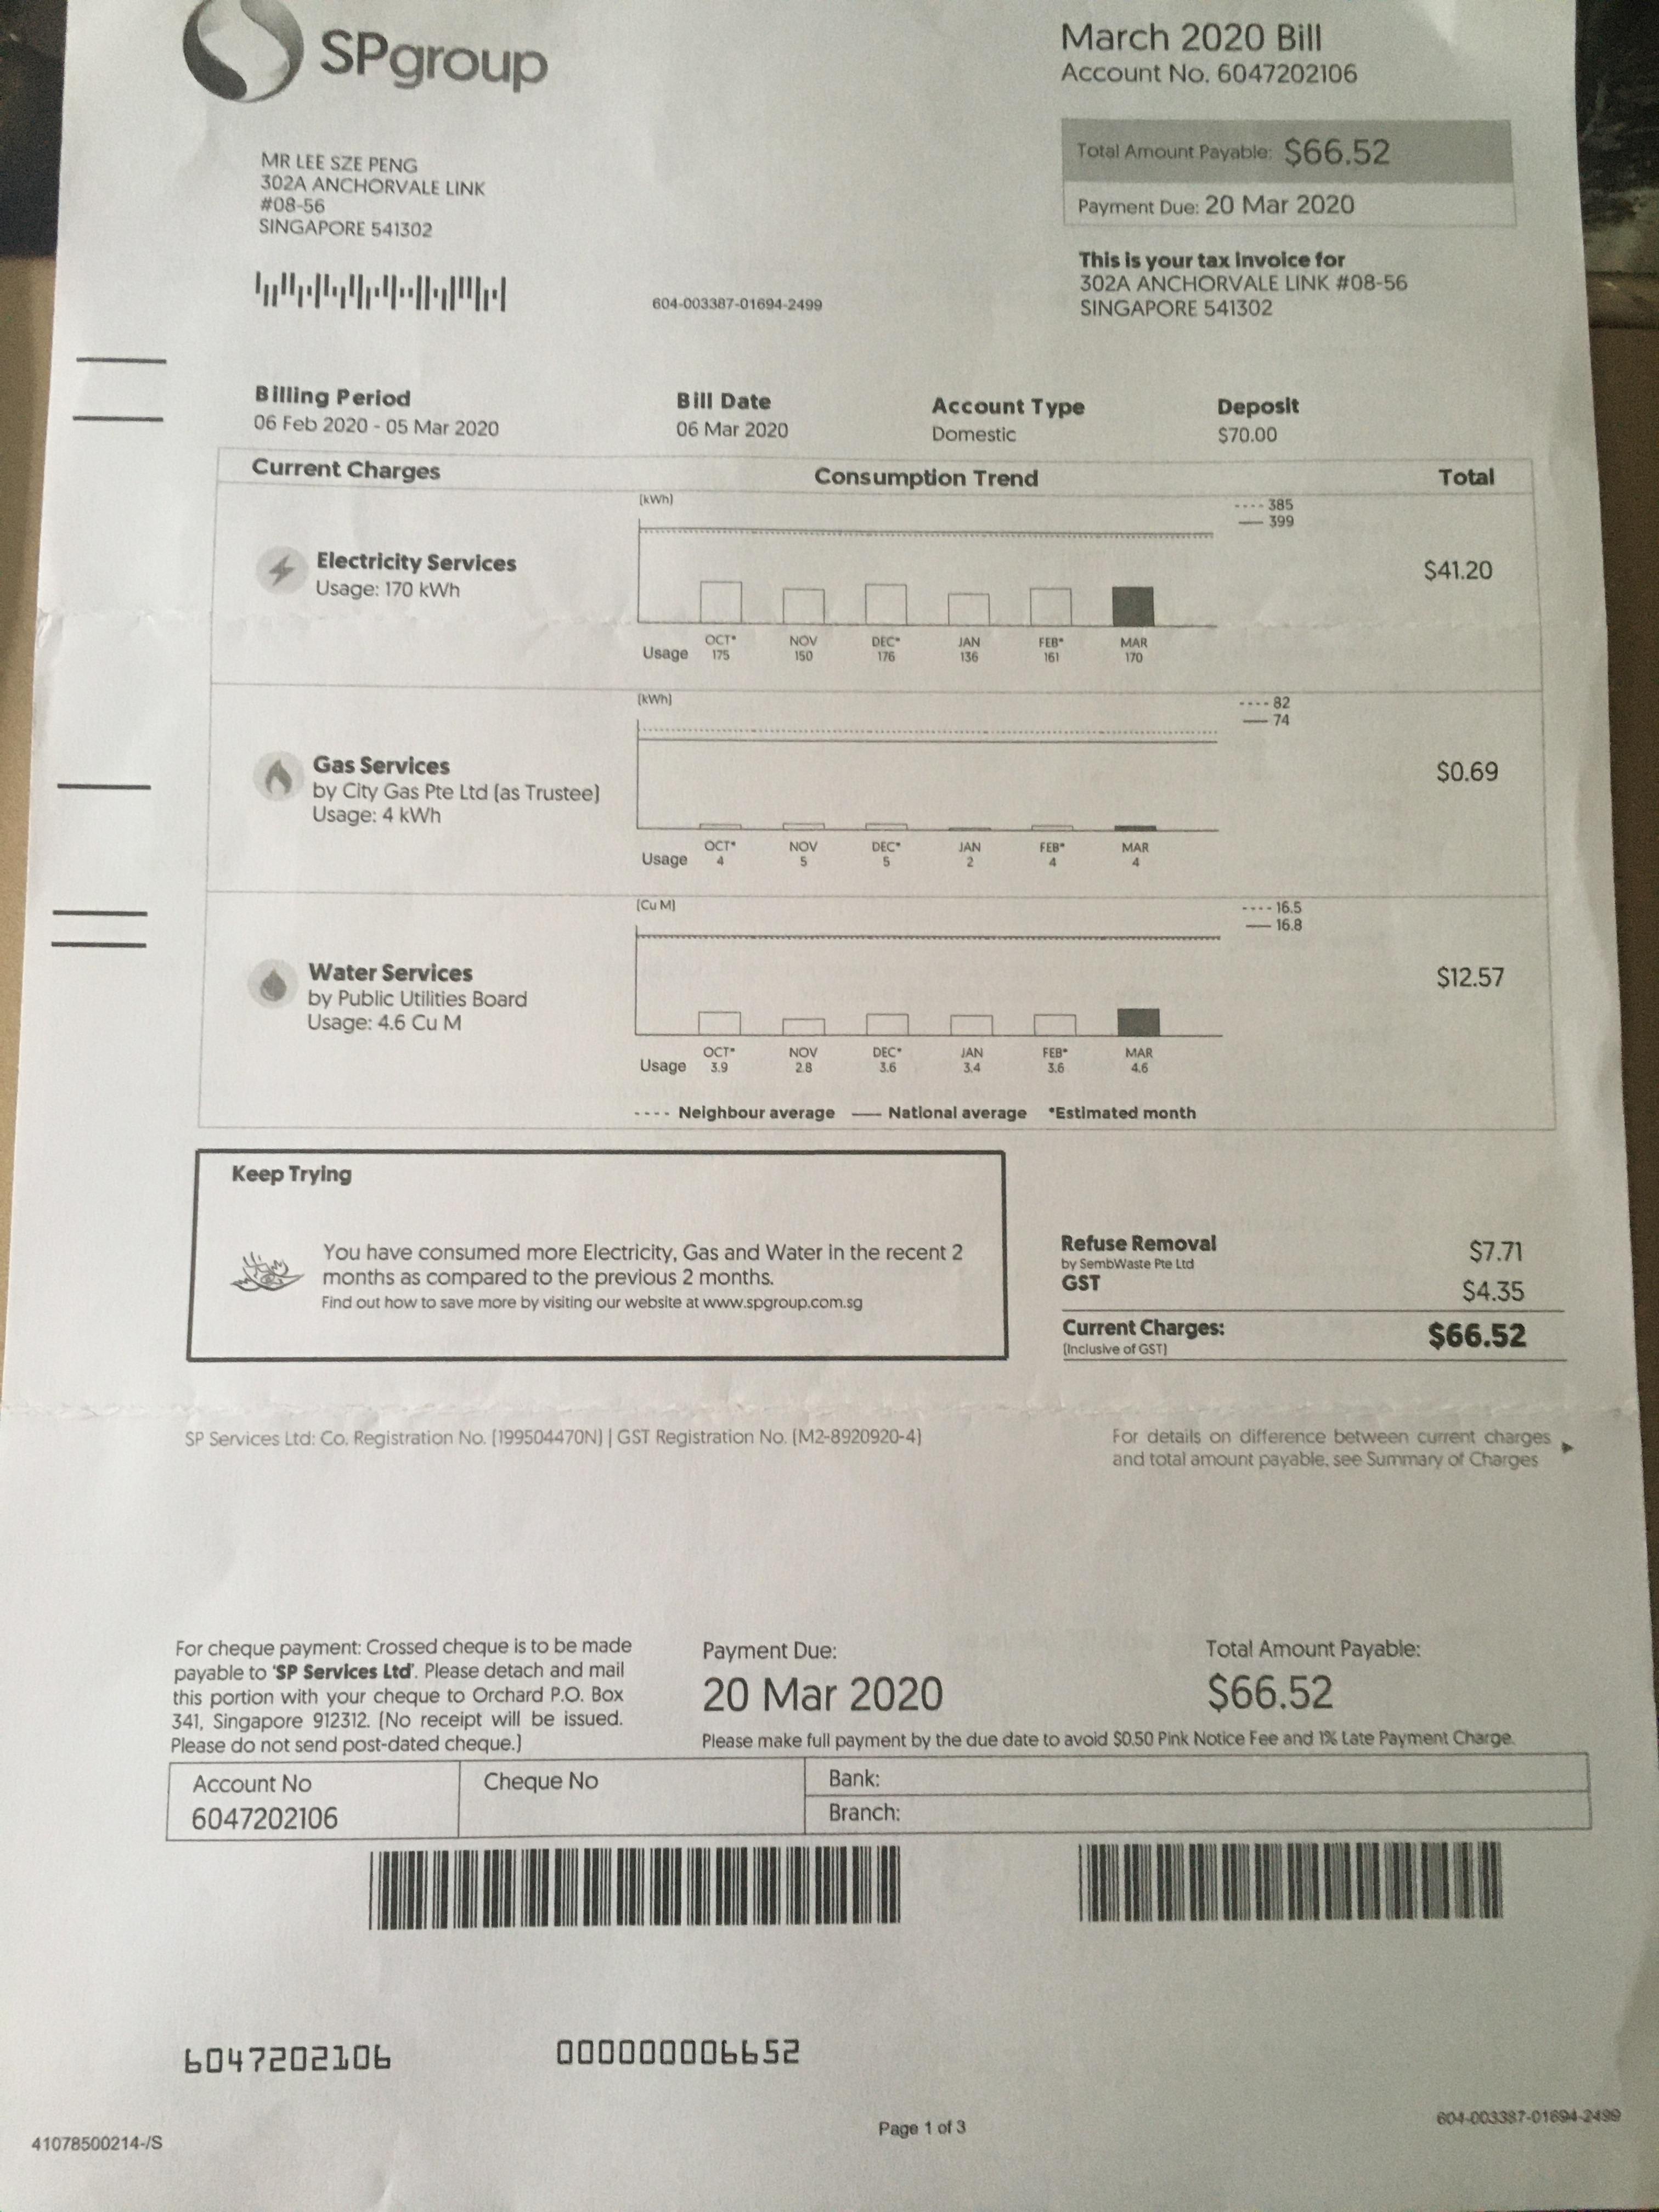 SPgroup
March 2020 Bill
Account No. 6047202106
Total Amount Payable: $66.52
Payment Due: 20 Mar 2020
MR LEE SZE PENG
302A ANCHORVALE LINK
#08-56
SINGAPORE 541302
604-003387-01694-2499
This is your tax invoice for
302A ANCHORVALE LINK #08-56
SINGAPORE 541302
Billing Period
06 Feb 2020 - 05 Mar 2020
Bill Date
06 Mar 2020
Account Type
Domestic
Deposit
$70.00
Current Charges
Consumption Trend
Total
Electricity Services
Usage: 170 kWh
(kWh)
---- 385
— 399
$41.20
OCT* NOV DEC* JAN FEB* MAR
Usage 175 150 176 136 161 170
Gas Services
by City Gas Pte Ltd (as Trustee)
Usage: 4 kWh
(kWh)
---- 82
— 74
$0.69
OCT* NOV DEC* JAN FEB* MAR
Usage 4 5 5 2 4 4
Water Services
by Public Utilities Board
Usage: 4.6 Cu M
(Cu M)
---- 16.5
— 16.8
$12.57
OCT* NOV DEC* JAN FEB* MAR
Usage 3.9 2.8 3.6 3.4 3.6 4.6
---- Neighbour average — National average *Estimated month
Keep Trying
You have consumed more Electricity, Gas and Water in the recent 2
months as compared to the previous 2 months.
Find out how to save more by visiting our website at www.spgroup.com.sg
Refuse Removal $7.71
by SembWaste Pte Ltd
GST $4.35
Current Charges: $66.52
(Inclusive of GST)
SP Services Ltd: Co. Registration No. (199504470N) | GST Registration No. (M2-8920920-4)
For details on difference between current charges
and total amount payable, see Summary of Charges
For cheque payment: Crossed cheque is to be made
payable to 'SP Services Ltd'. Please detach and mail
this portion with your cheque to Orchard P.O. Box
341, Singapore 912312. (No receipt will be issued.
Please do not send post-dated cheque.)
Payment Due:
20 Mar 2020
Total Amount Payable:
$66.52
Please make full payment by the due date to avoid $0.50 Pink Notice Fee and 1% Late Payment Charge.
Account No
6047202106
Cheque No
Bank:
Branch:
6047202106 000000006652
Page 1 of 3
604-003387-01694-2499
41078500214-/S